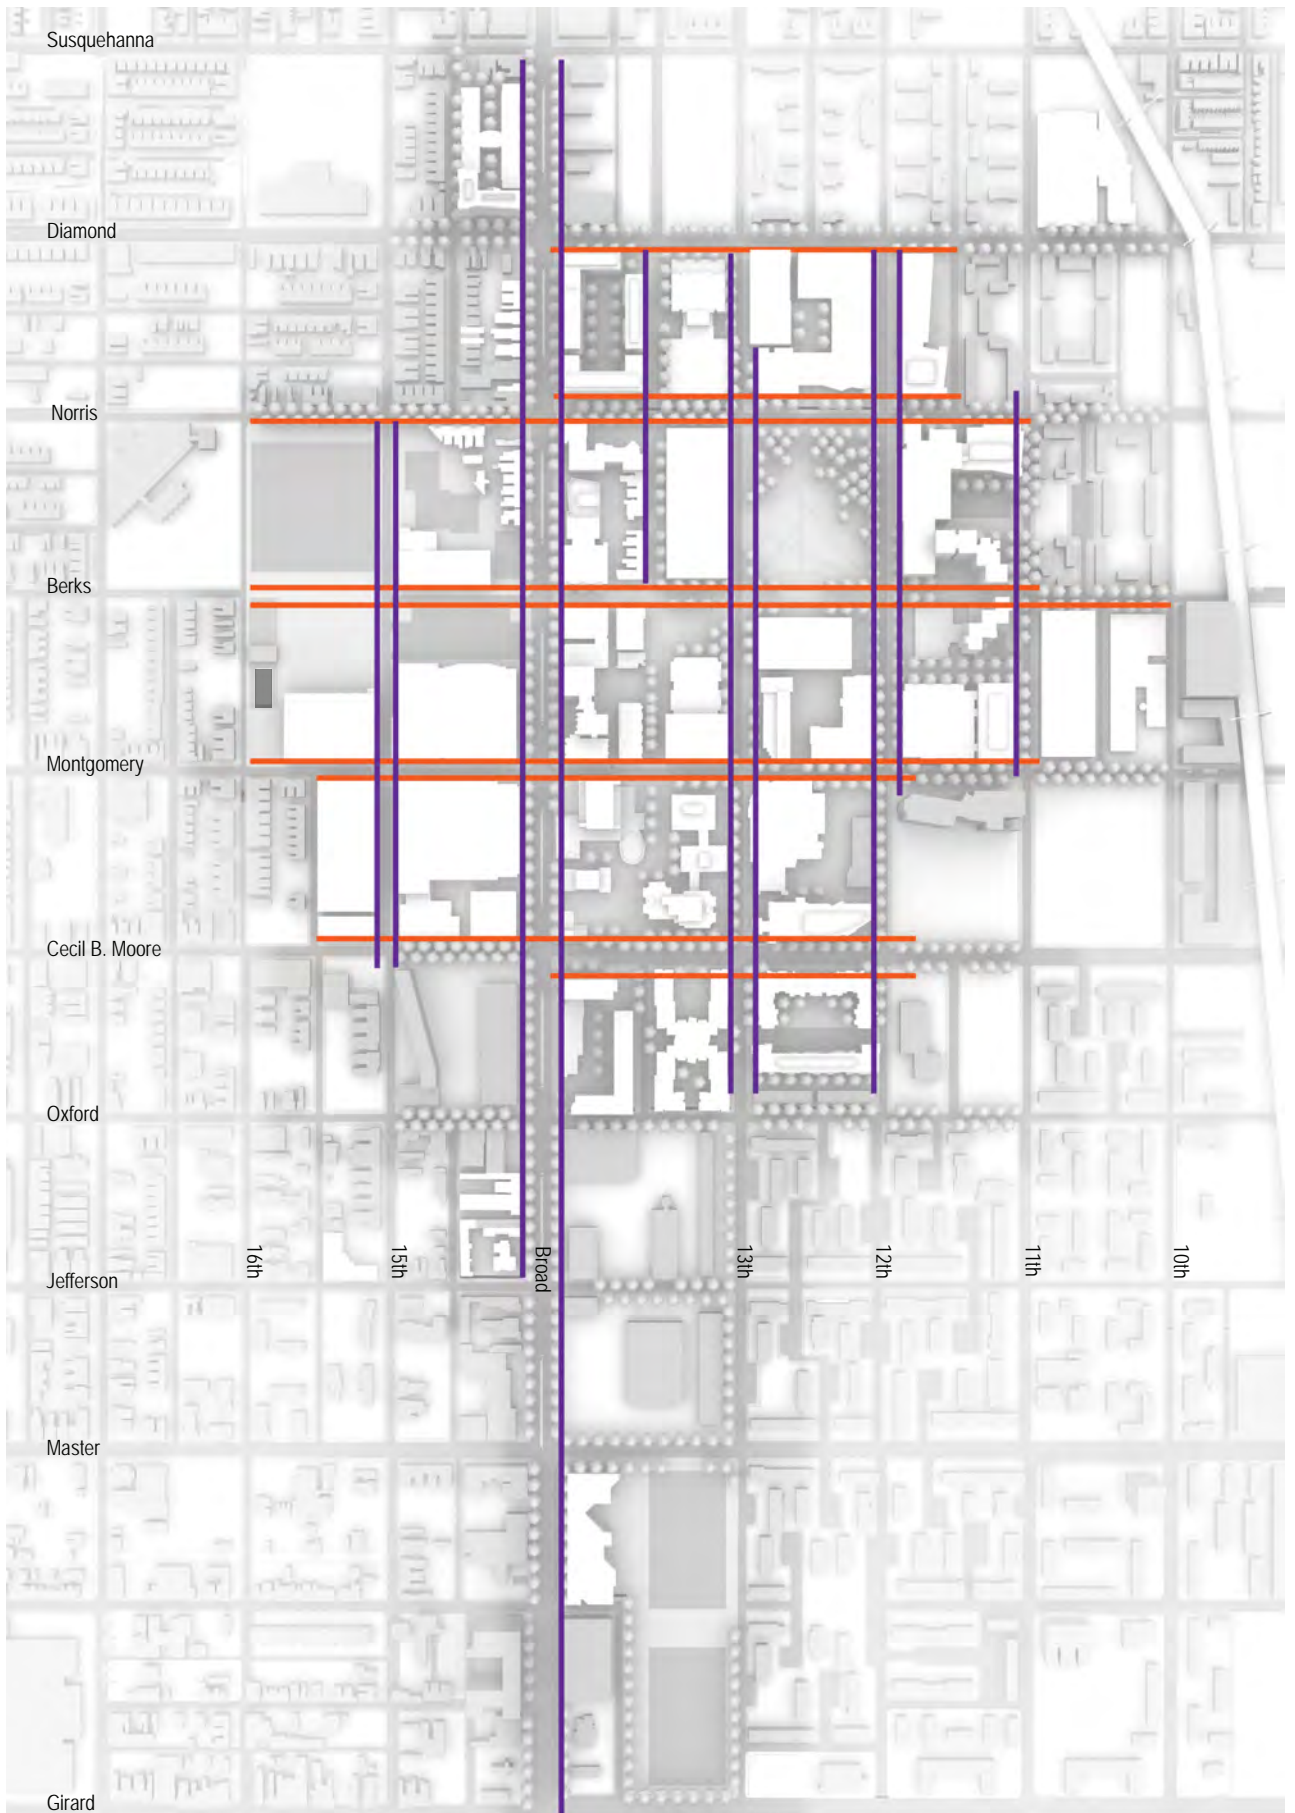 Susquehanna
Diamond
Norris
Berks
Montgomery
Cecil B. Moore
Oxford
16th
15th
Broad
13th
12th
11th
10th
Jefferson
Master
Girard